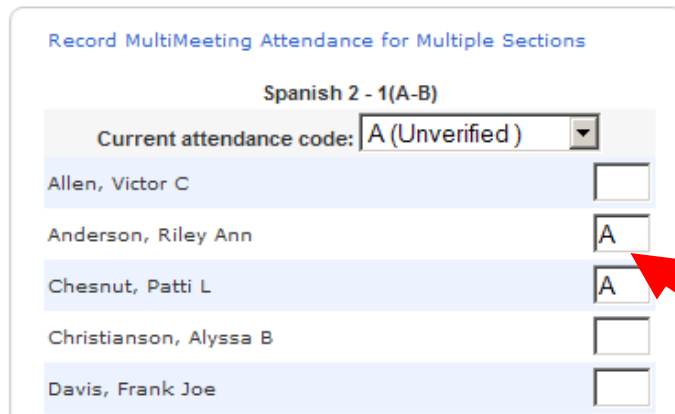 Record MultiMeeting Attendance for Multiple Sections
Spanish 2 - 1(A-B)
Current attendance code: A (Unverified )
Allen, Victor C
Anderson, Riley Ann A
Chesnut, Patti L A
Christianson, Alyssa B
Davis, Frank Joe